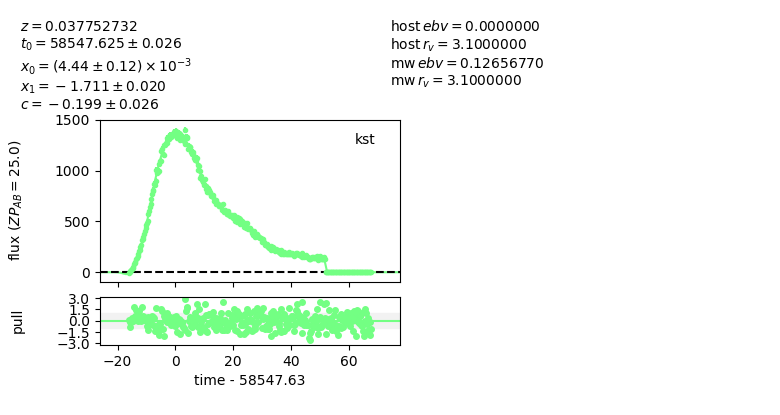 z = 0.037752732
t₀ = 58547.625 ± 0.026
x₀ = (4.44 ± 0.12) × 10⁻³
x₁ = −1.711 ± 0.020
c = −0.199 ± 0.026
host ebv = 0.0000000
host r_v = 3.1000000
mw ebv = 0.12656770
mw r_v = 3.1000000
kst
flux (ZP_AB = 25.0)
1500
1000
500
0
pull
3.0
1.5
0.0
−1.5
−3.0
−20 0 20 40 60
time - 58547.63